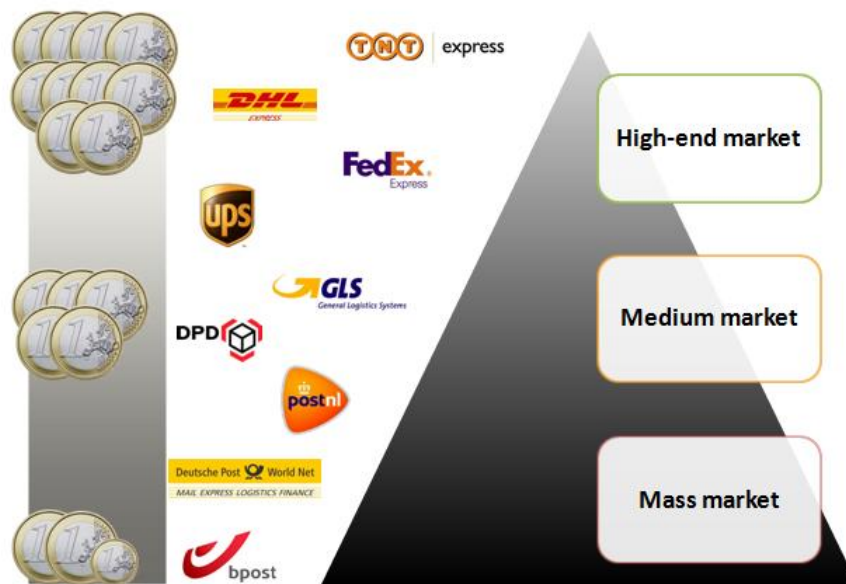 TNT express
DHL
EXPRESS
High-end market
FedEx®
Express
ups
GLS
General Logistics Systems
Medium market
DPD
postnl
Deutsche Post World Net
MAIL EXPRESS LOGISTICS FINANCE
Mass market
bpost